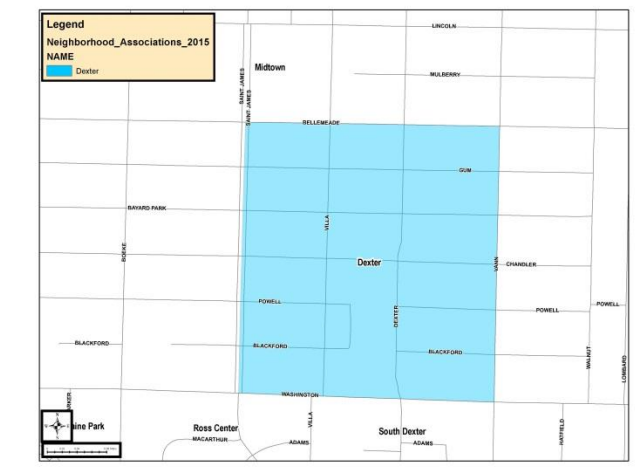 Legend
Neighborhood_Associations_2015
NAME
Dexter
LINCOLN
Midtown
MULBERRY
SAINT JAMES
SAINT JAMES
BELLEMEADE
GUM
BAYARD PARK
VILLA
BOEKE
Dexter
VANN
CHANDLER
POWELL
DEXTER
POWELL
POWELL
BLACKFORD
BLACKFORD
BLACKFORD
WALNUT
LOMBARD
WASHINGTON
Ross Center
MACARTHUR
VILLA
ADAMS
South Dexter
ADAMS
HATFIELD
aine Park